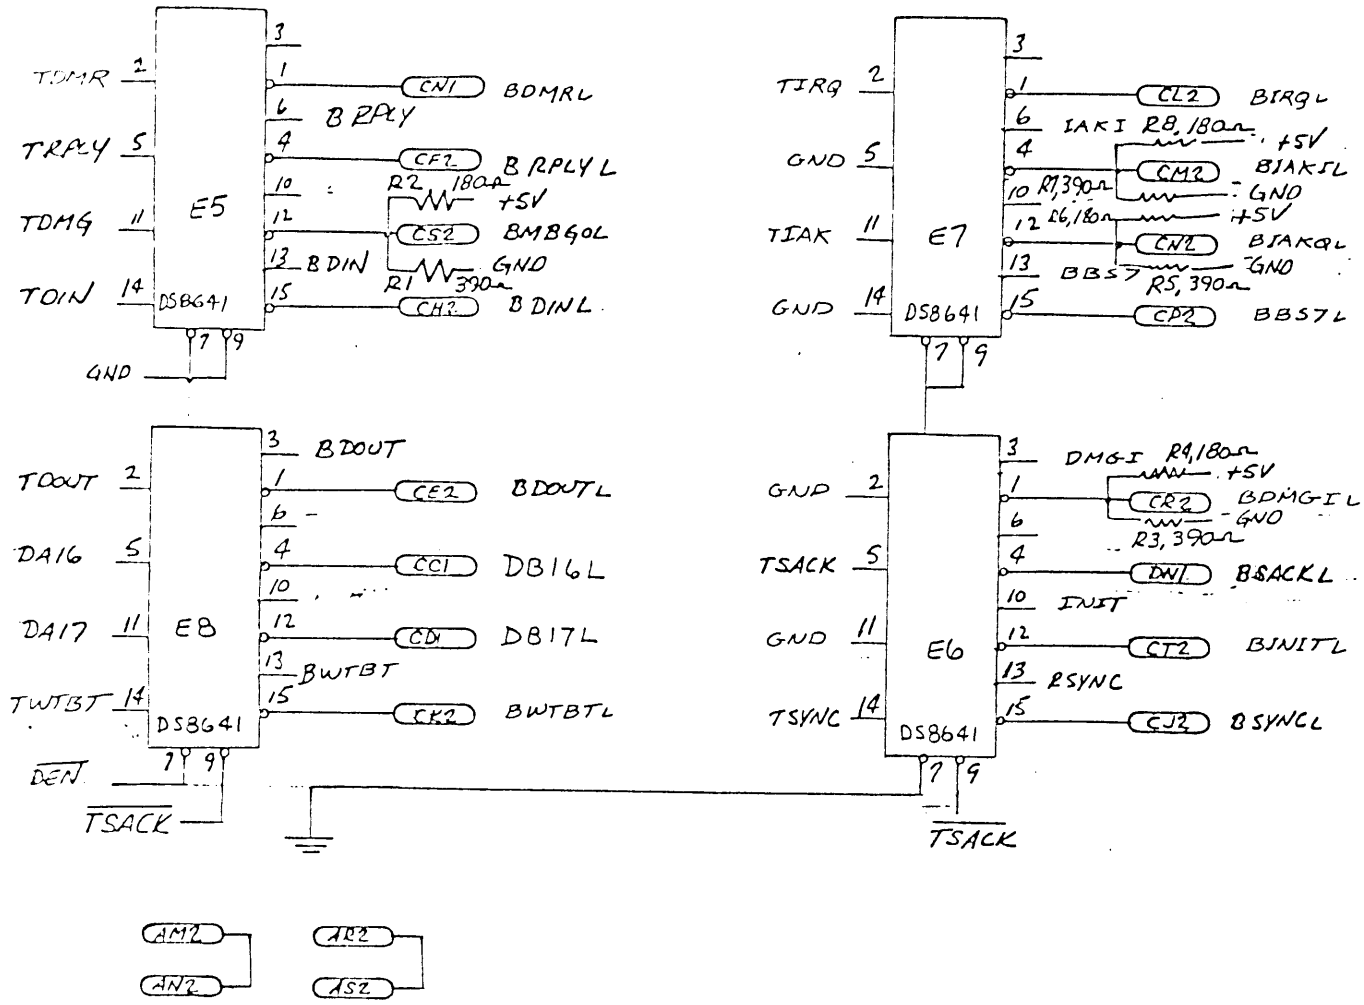 3
TDMR 2
1 CN1 BDMRL
6 BRPLY
TRPLY 5
4 CF2 BRPLYL
10 R2 180Ω +5V
E5
TDMG 11
12 CS2 BMBGOL
13 BDIN GND
R1 390Ω
TDIN 14
DS8641
15 CH2 BDINL
7 9
GND
3
TIRQ 2
1 CL2 BIRQL
6 IAKI R8,180Ω +5V
GND 5
4 CM2 BIAKIL
10 R7,390Ω GND
R6,180Ω +5V
TIAK 11
E7
12 CN2 BIAKOL
13 BBS7 GND
R5,390Ω
GND 14
DS8641
15 CP2 BBS7L
7 9
3 BDOUT
TDOUT 2
1 CE2 BDOUTL
6
DA16 5
4 CC1 DB16L
10
DA17 11
E8
12 CD1 DB17L
13 BWTBT
TWTBT 14
DS8641
15 CK2 BWTBTL
7 9
DEN
TSACK
3 DMGI R4,180Ω +5V
GND 2
1 CR2 BDMGIL
GND
6 R3,390Ω
TSACK 5
4 DN1 BSACKL
10 INIT
GND 11
E6
12 CT2 BINITL
13 RSYNC
TSYNC 14
DS8641
15 CJ2 BSYNCL
7 9
TSACK
AM2 AR2
AN2 AS2